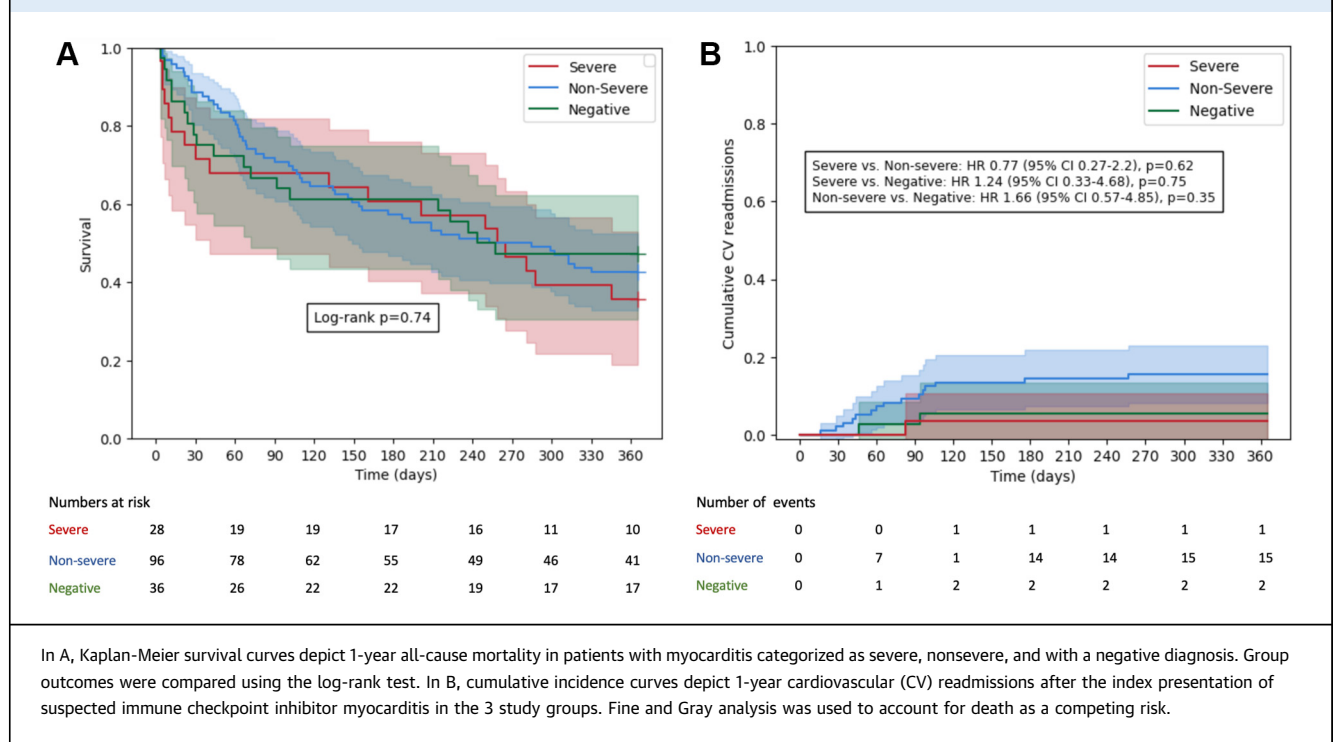 A
1.0
0.8
0.6
0.4
0.2
0.0
Survival
Severe
Non-Severe
Negative
Log-rank p=0.74
0 30 60 90 120 150 180 210 240 270 300 330 360
Time (days)
Numbers at risk
Severe 28 19 19 17 16 11 10
Non-severe 96 78 62 55 49 46 41
Negative 36 26 22 22 19 17 17
B
1.0
0.8
0.6
0.4
0.2
0.0
Cumulative CV readmissions
Severe
Non-Severe
Negative
Severe vs. Non-severe: HR 0.77 (95% CI 0.27-2.2), p=0.62
Severe vs. Negative: HR 1.24 (95% CI 0.33-4.68), p=0.75
Non-severe vs. Negative: HR 1.66 (95% CI 0.57-4.85), p=0.35
0 30 60 90 120 150 180 210 240 270 300 330 360
Time (days)
Number of events
Severe 0 0 1 1 1 1 1
Non-severe 0 7 1 14 14 15 15
Negative 0 1 2 2 2 2 2
In A, Kaplan-Meier survival curves depict 1-year all-cause mortality in patients with myocarditis categorized as severe, nonsevere, and with a negative diagnosis. Group
outcomes were compared using the log-rank test. In B, cumulative incidence curves depict 1-year cardiovascular (CV) readmissions after the index presentation of
suspected immune checkpoint inhibitor myocarditis in the 3 study groups. Fine and Gray analysis was used to account for death as a competing risk.